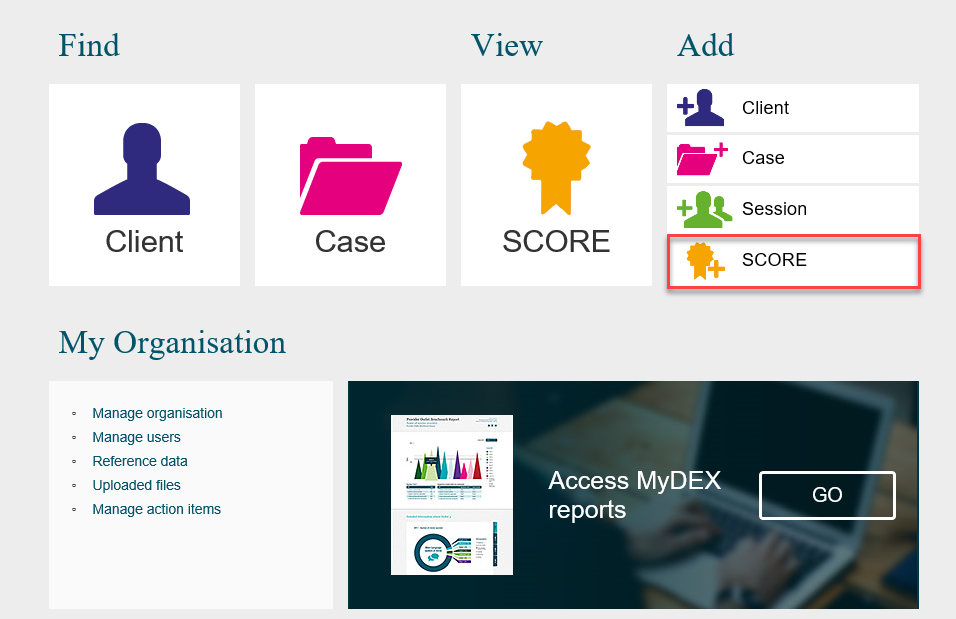 Find
View
Add
Client
Case
SCORE
Client
Case
Session
SCORE
My Organisation
Manage organisation
Manage users
Reference data
Uploaded files
Manage action items
Access MyDEX
reports
GO